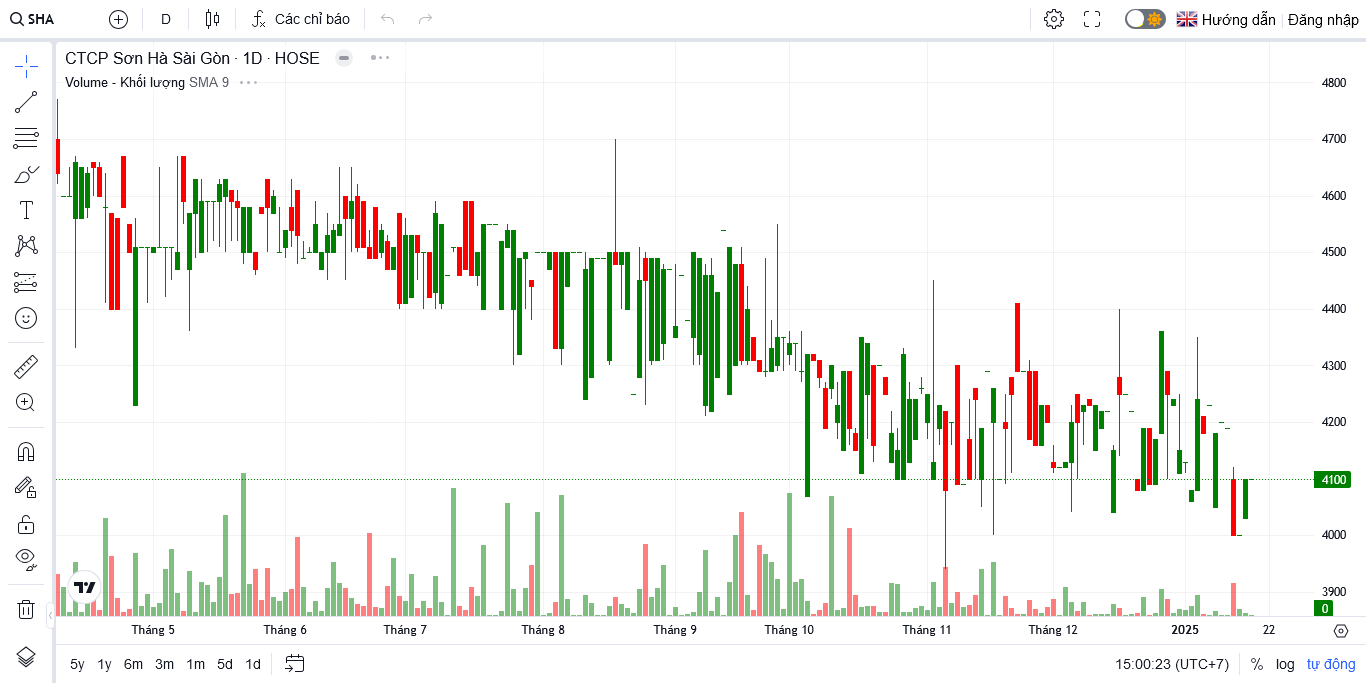 SHA
D
Các chỉ báo
Hướng dẫn
Đăng nhập
CTCP Sơn Hà Sài Gòn · 1D · HOSE
Volume - Khối lượng SMA 9
4800
4700
4600
4500
4400
4300
4200
4100
4000
3900
0
Tháng 5 Tháng 6 Tháng 7 Tháng 8 Tháng 9 Tháng 10 Tháng 11 Tháng 12 2025 22
5y 1y 6m 3m 1m 5d 1d
15:00:23 (UTC+7) % log tự động